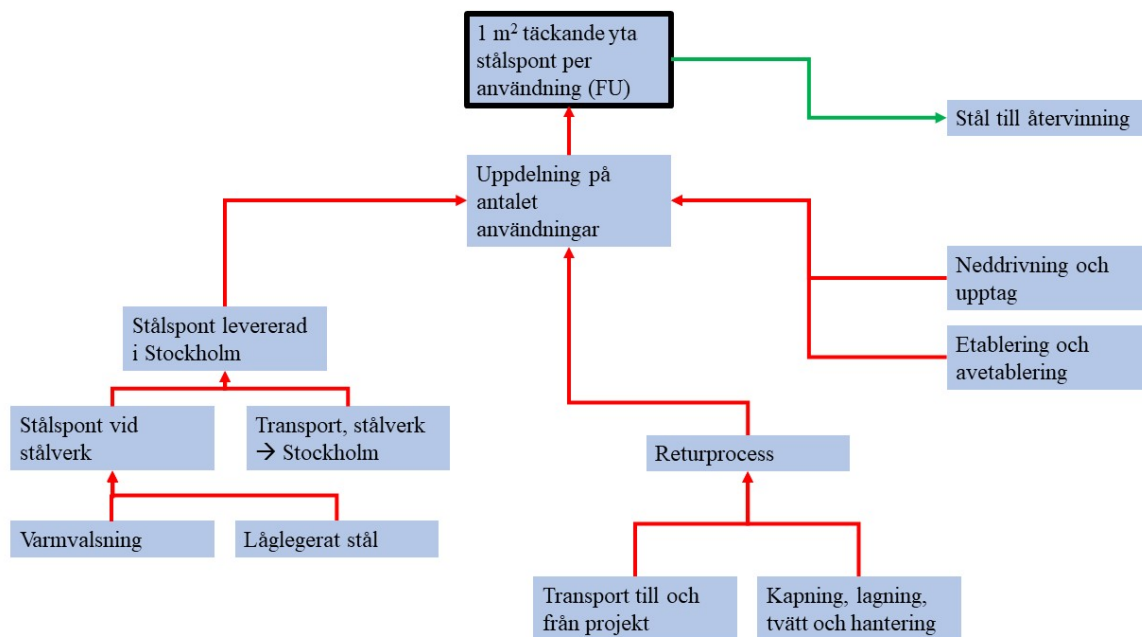 1 m² täckande yta
stålspont per
användning (FU)
Stål till återvinning
Uppdelning på
antalet
användningar
Neddrivning och
upptag
Stålspont levererad
i Stockholm
Etablering och
avetablering
Stålspont vid
stålverk
Transport, stålverk
→ Stockholm
Returprocess
Varmvalsning
Låglegerat stål
Transport till och
från projekt
Kapning, lagning,
tvätt och hantering